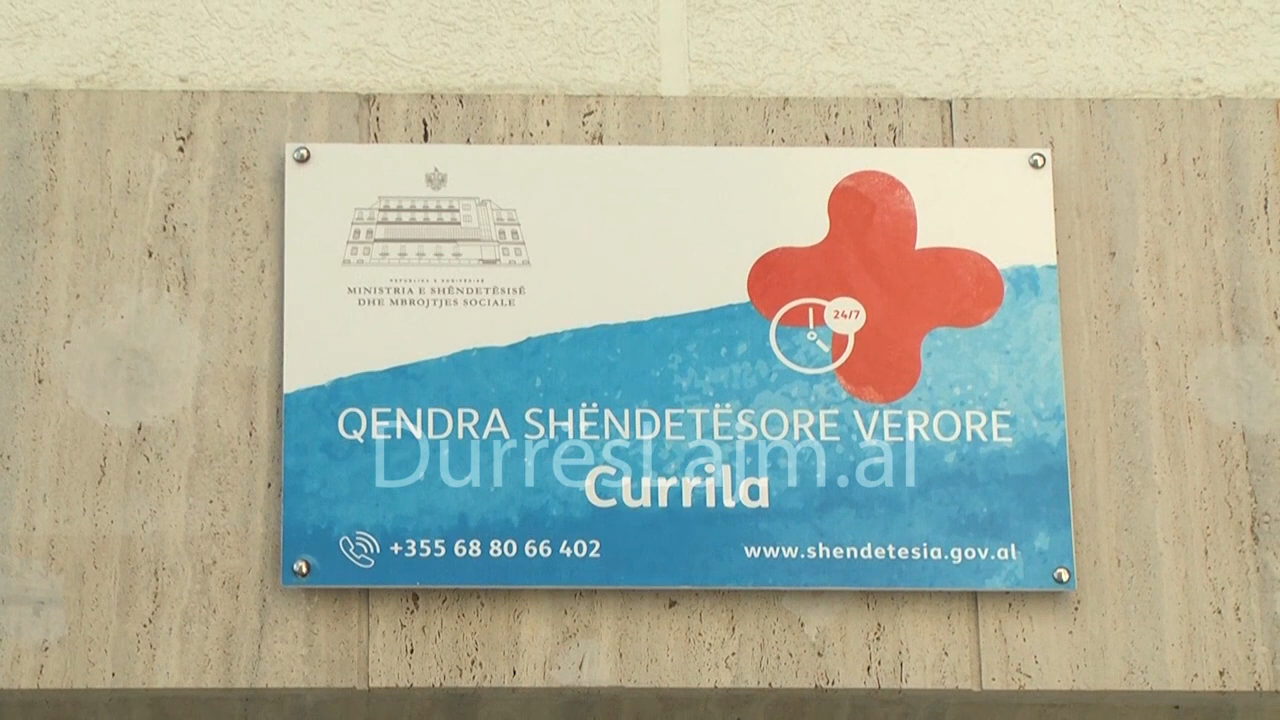 REPUBLIKA E SHQIPËRISË
MINISTRIA E SHËNDETËSISË
DHE MBROJTJES SOCIALE
24/7
QENDRA SHËNDETËSORE VERORE
DurresLajm.al
Currila
+355 68 80 66 402
www.shendetesia.gov.al